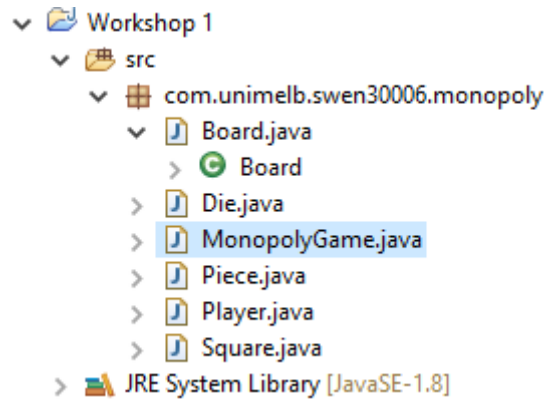 Workshop 1
src
com.unimelb.swen30006.monopoly
Board.java
Board
Die.java
MonopolyGame.java
Piece.java
Player.java
Square.java
JRE System Library [JavaSE-1.8]